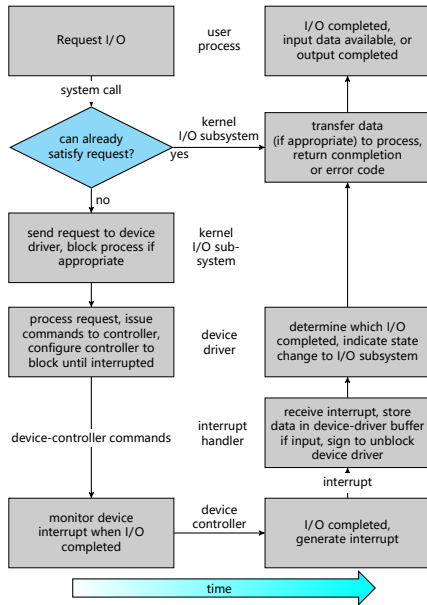 Request I/O
user
process
I/O completed,
input data available, or
output completed
system call
can already
satisfy request?
yes
no
kernel
I/O subsystem
transfer data
(if appropriate) to process,
return conmpletion
or error code
send request to device
driver, block process if
appropriate
kernel
I/O sub-
system
process request, issue
commands to controller,
configure controller to
block until interrupted
device
driver
determine which I/O
completed, indicate state
change to I/O subsystem
device-controller commands
interrupt
handler
receive interrupt, store
data in device-driver buffer
if input, sign to unblock
device driver
interrupt
monitor device
interrupt when I/O
completed
device
controller
I/O completed,
generate interrupt
time